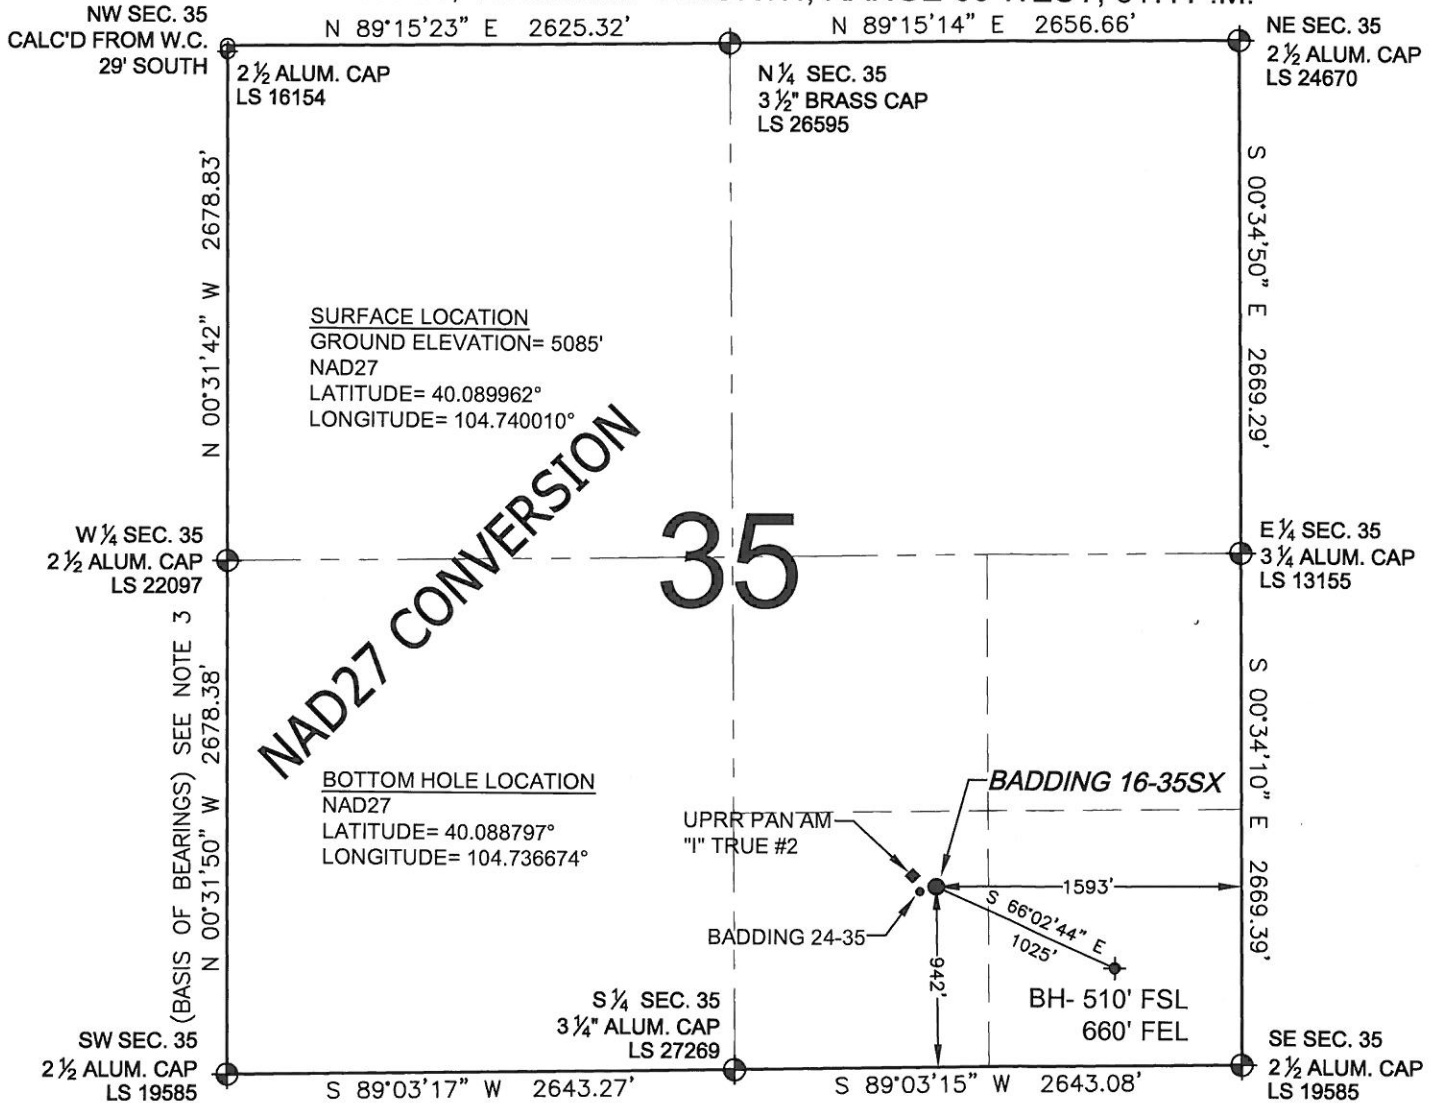 RANGE 66 WEST, 6TH P.M.
NW SEC. 35
CALC'D FROM W.C.
29' SOUTH
N 89°15'23" E 2625.32'
N 89°15'14" E 2656.66'
NE SEC. 35
2 ½ ALUM. CAP
LS 24670
2 ½ ALUM. CAP
LS 16154
N ¼ SEC. 35
3 ½" BRASS CAP
LS 26595
N 00°31'42" W 2678.83'
S 00°34'50" E 2669.29'
SURFACE LOCATION
GROUND ELEVATION= 5085'
NAD27
LATITUDE= 40.089962°
LONGITUDE= 104.740010°
NAD27 CONVERSION
35
W ¼ SEC. 35
2 ½ ALUM. CAP
LS 22097
E ¼ SEC. 35
3 ¼ ALUM. CAP
LS 13155
(BASIS OF BEARINGS) SEE NOTE 3
N 00°31'50" W 2678.38'
S 00°34'10" E 2669.39'
BOTTOM HOLE LOCATION
NAD27
LATITUDE= 40.088797°
LONGITUDE= 104.736674°
BADDING 16-35SX
UPRR PAN AM
"I" TRUE #2
1593'
S 66°02'44" E
1025'
BADDING 24-35
942'
BH- 510' FSL
660' FEL
S ¼ SEC. 35
3 ¼" ALUM. CAP
LS 27269
SW SEC. 35
2 ½ ALUM. CAP
LS 19585
S 89°03'17" W 2643.27'
S 89°03'15" W 2643.08'
SE SEC. 35
2 ½ ALUM. CAP
LS 19585